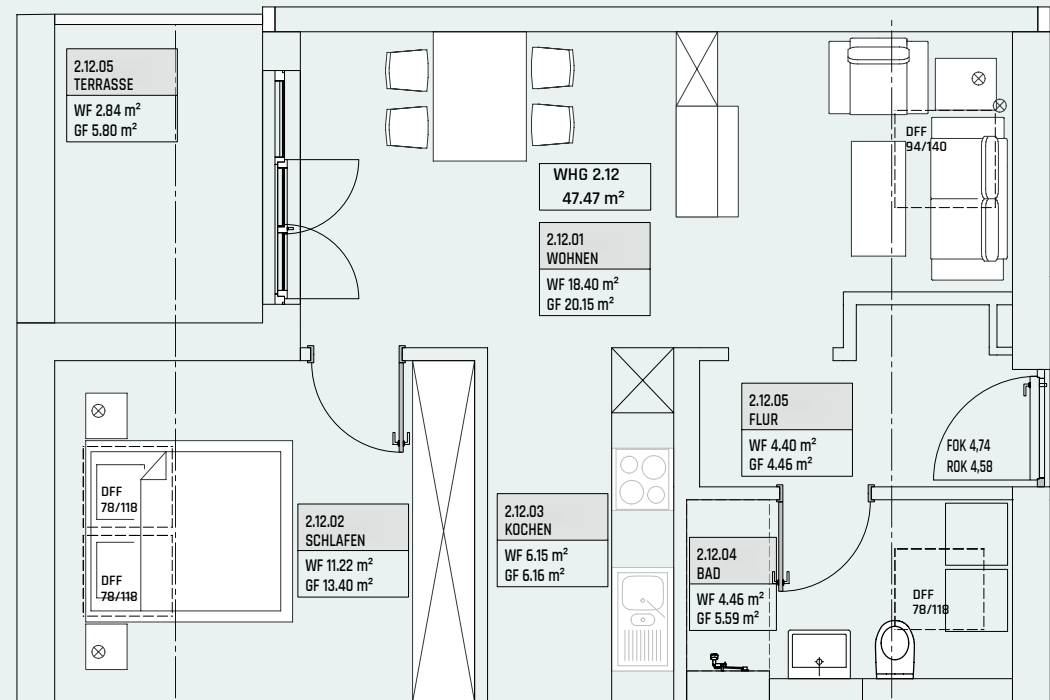 2.12.05
TERRASSE
WF 2.84 m²
GF 5.80 m²
DFF
94/140
WHG 2.12
47.47 m²
2.12.01
WOHNEN
WF 18.40 m²
GF 20.15 m²
2.12.05
FLUR
WF 4.40 m²
GF 4.46 m²
FOK 4,74
ROK 4,58
DFF
78/118
2.12.02
SCHLAFEN
WF 11.22 m²
GF 13.40 m²
2.12.03
KOCHEN
WF 6.15 m²
GF 6.16 m²
2.12.04
BAD
WF 4.46 m²
GF 5.59 m²
DFF
78/118
DFF
78/118